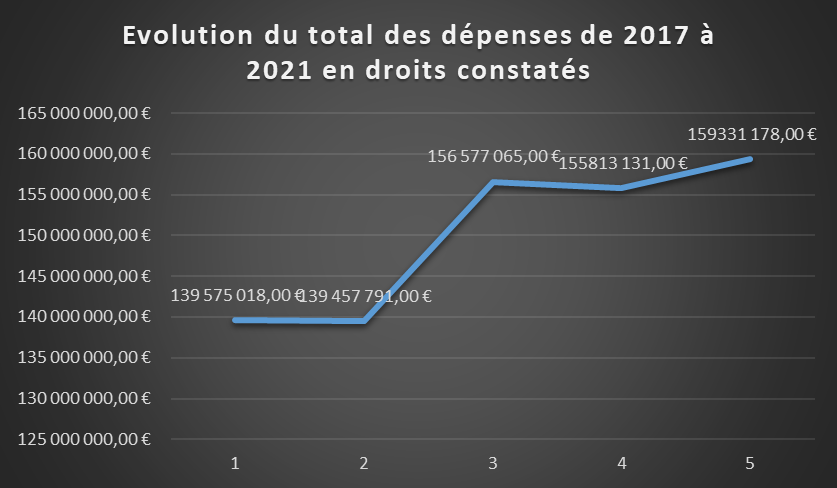 Evolution du total des dépenses de 2017 à
2021 en droits constatés
165 000 000,00 €
160 000 000,00 €
155 000 000,00 €
150 000 000,00 €
145 000 000,00 €
140 000 000,00 €
135 000 000,00 €
130 000 000,00 €
125 000 000,00 €
139 575 018,00 €
139 457 791,00 €
156 577 065,00 €
155813 131,00 €
159331 178,00 €
1 2 3 4 5